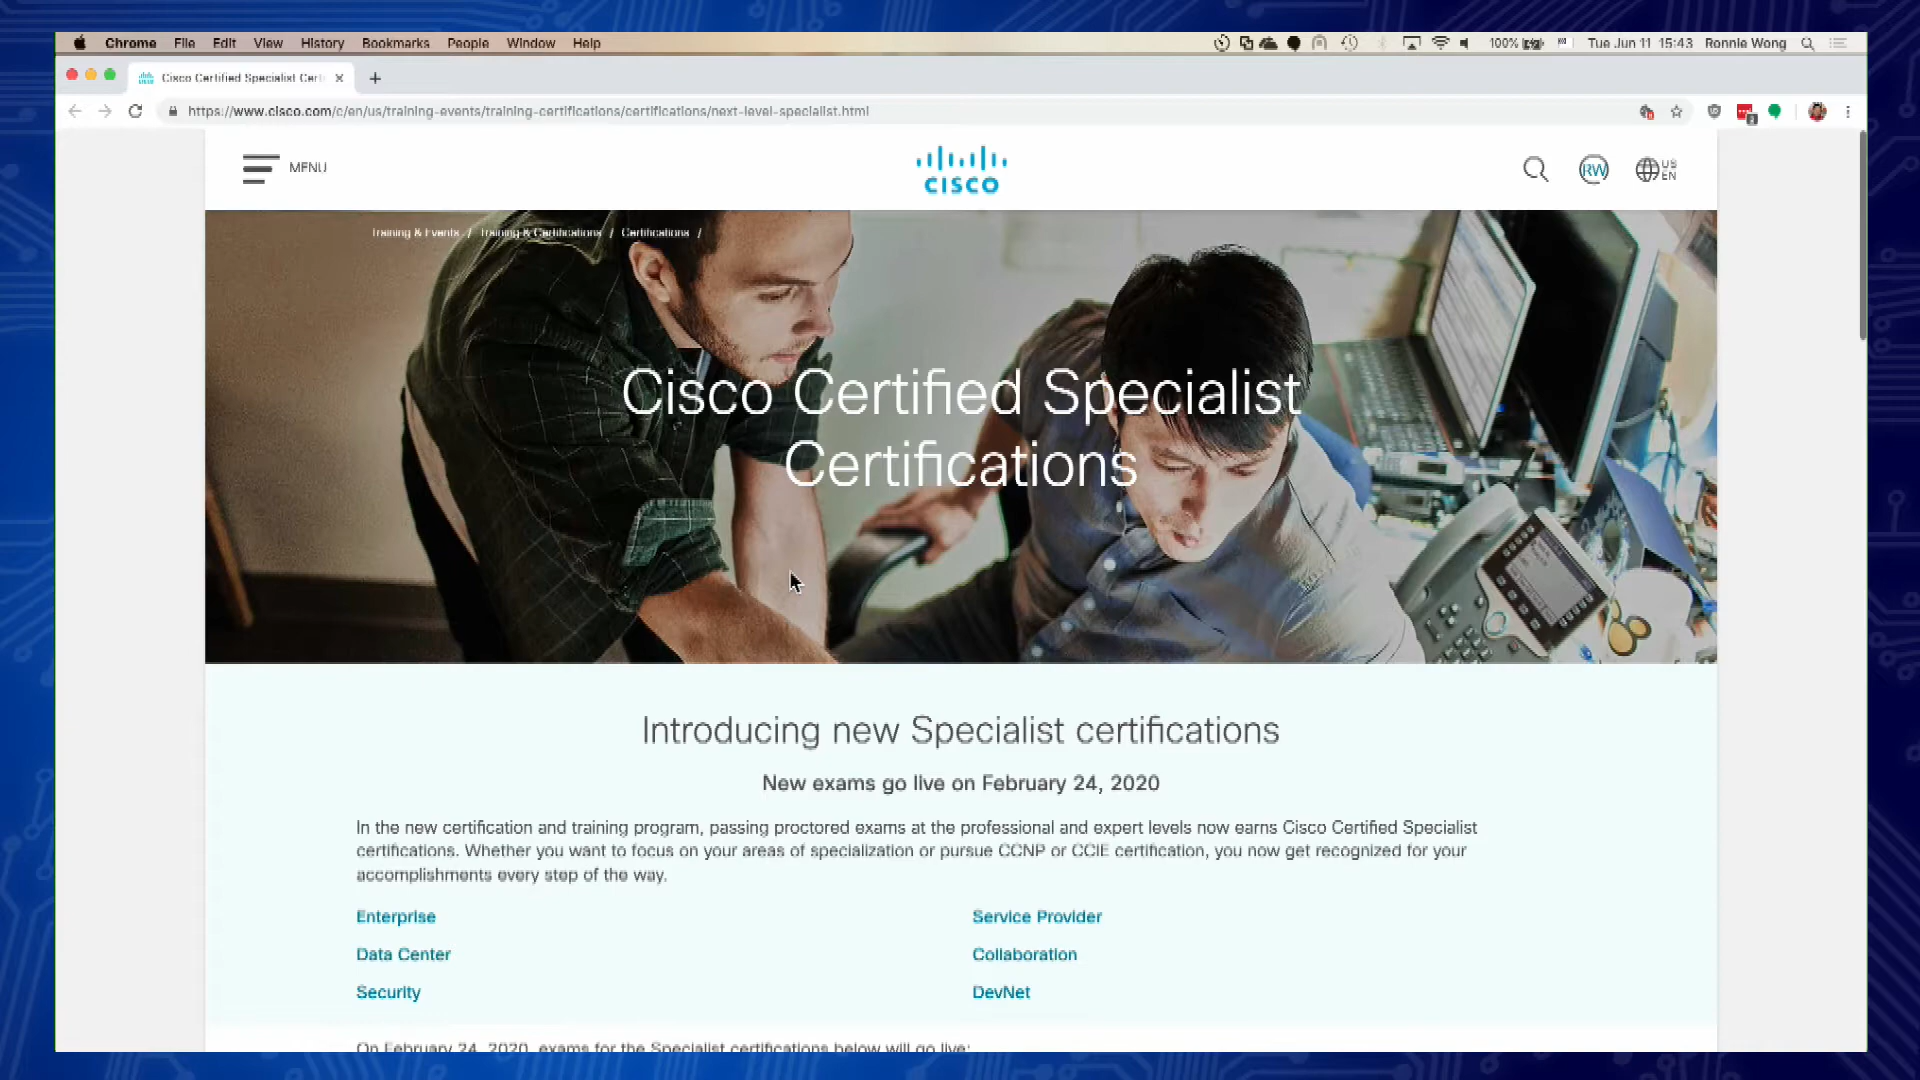 Chrome File Edit View History Bookmarks People Window Help 100% Tue Jun 11 15:43 Ronnie Wong
Cisco Certified Specialist Cert
https://www.cisco.com/c/en/us/training-events/training-certifications/certifications/next-level-specialist.html
MENU
CISCO
RW
US
EN
Training & Events / Training & Certifications / Certifications /
Cisco Certified Specialist
Certifications
Introducing new Specialist certifications
New exams go live on February 24, 2020
In the new certification and training program, passing proctored exams at the professional and expert levels now earns Cisco Certified Specialist
certifications. Whether you want to focus on your areas of specialization or pursue CCNP or CCIE certification, you now get recognized for your
accomplishments every step of the way.
Enterprise Service Provider
Data Center Collaboration
Security DevNet
On February 24, 2020, exams for the Specialist certifications below will go live: